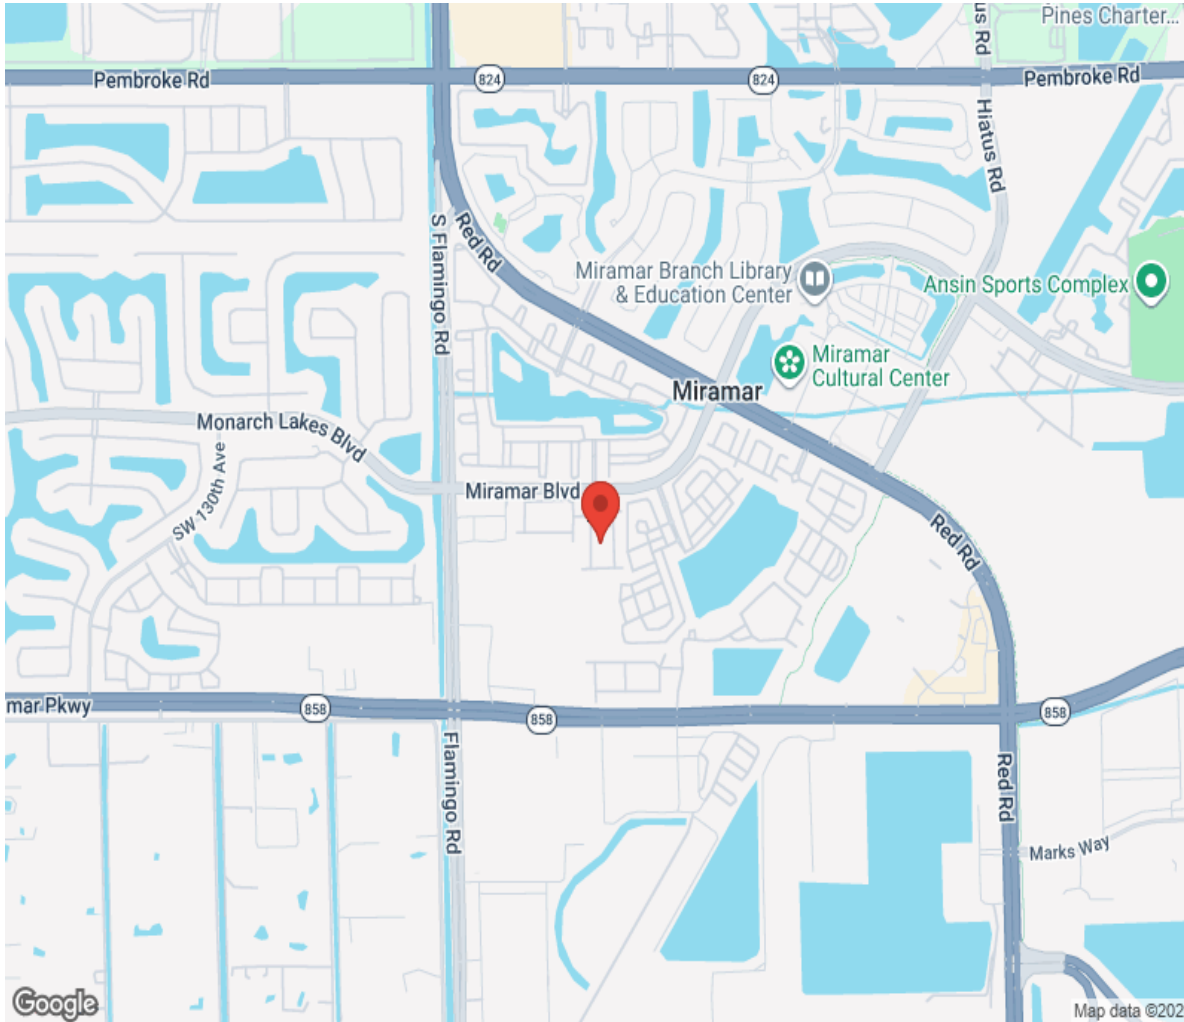 Pines Charter...
us Rd
Pembroke Rd
824
824
Pembroke Rd
Hiatus Rd
S Flamingo Rd
Red Rd
Miramar Branch Library
& Education Center
Ansin Sports Complex
Miramar
Cultural Center
Miramar
Monarch Lakes Blvd
SW 130th Ave
Miramar Blvd
Red Rd
mar Pkwy
858
858
858
Flamingo Rd
Red Rd
Marks Way
Google
Map data ©202